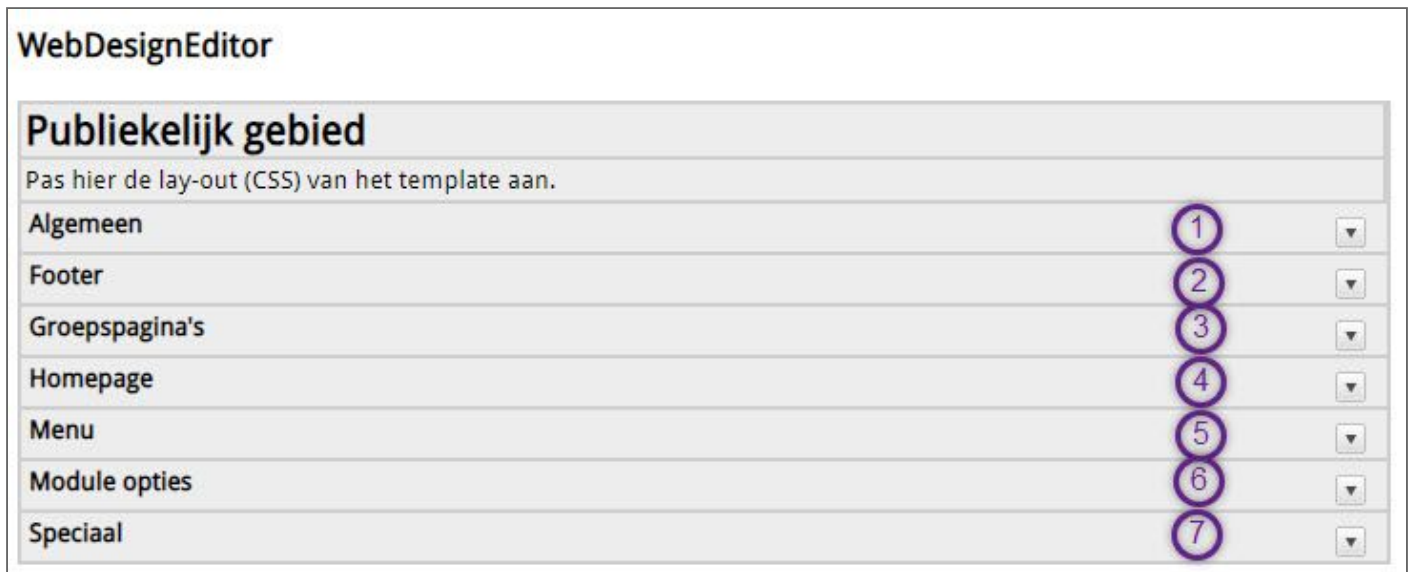 WebDesignEditor
Publiekelijk gebied
Pas hier de lay-out (CSS) van het template aan.
Algemeen 1
Footer 2
Groepspagina's 3
Homepage 4
Menu 5
Module opties 6
Speciaal 7